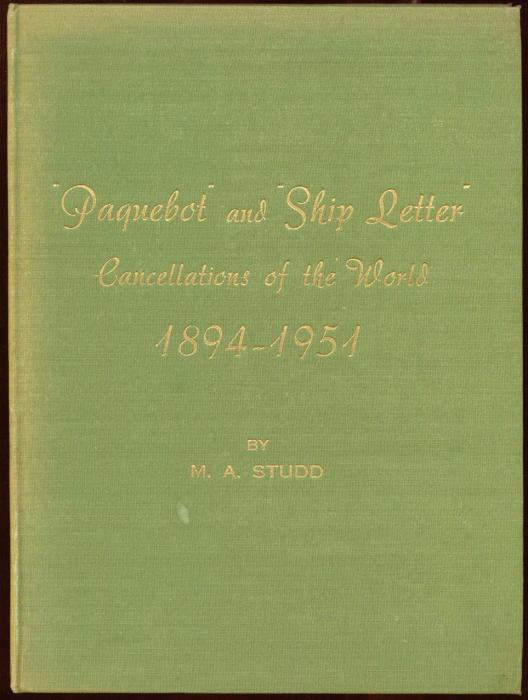 "Paquebot" and "Ship Letter"
Cancellations of the World
1894-1951
BY
M. A. STUDD